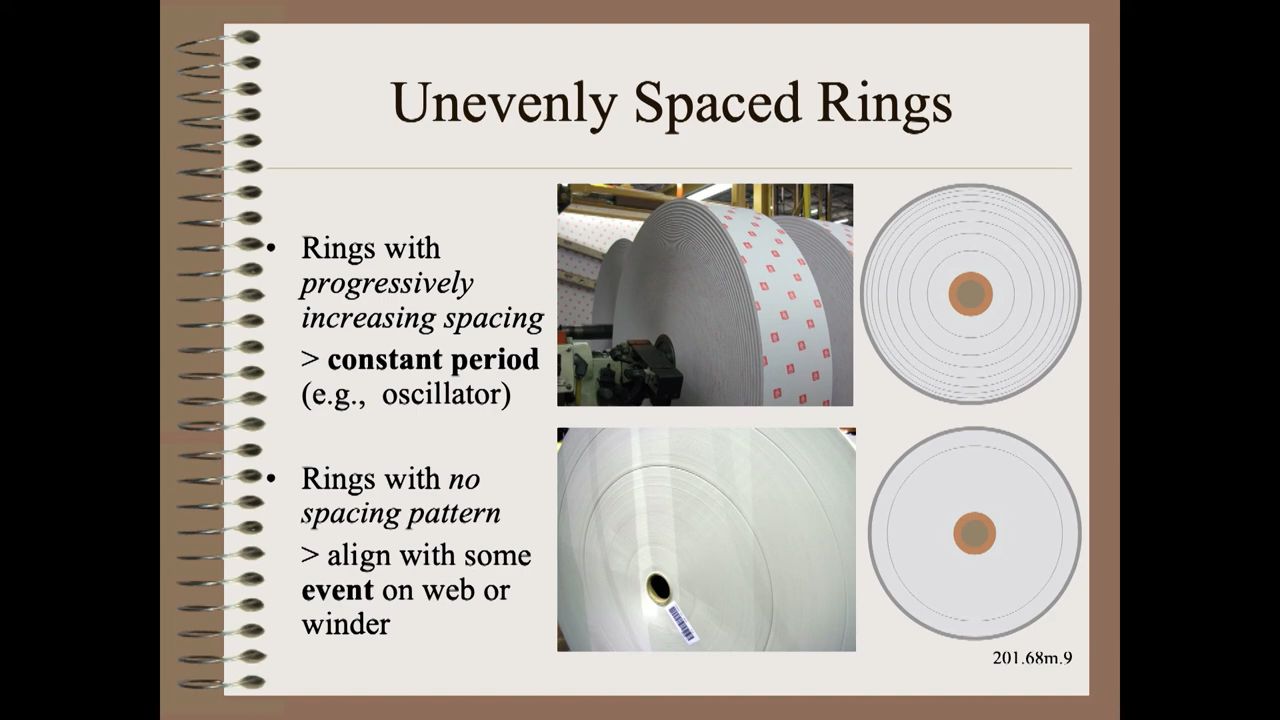 Unevenly Spaced Rings
• Rings with
progressively
increasing spacing
> constant period
(e.g., oscillator)
• Rings with no
spacing pattern
> align with some
event on web or
winder
201.68m.9